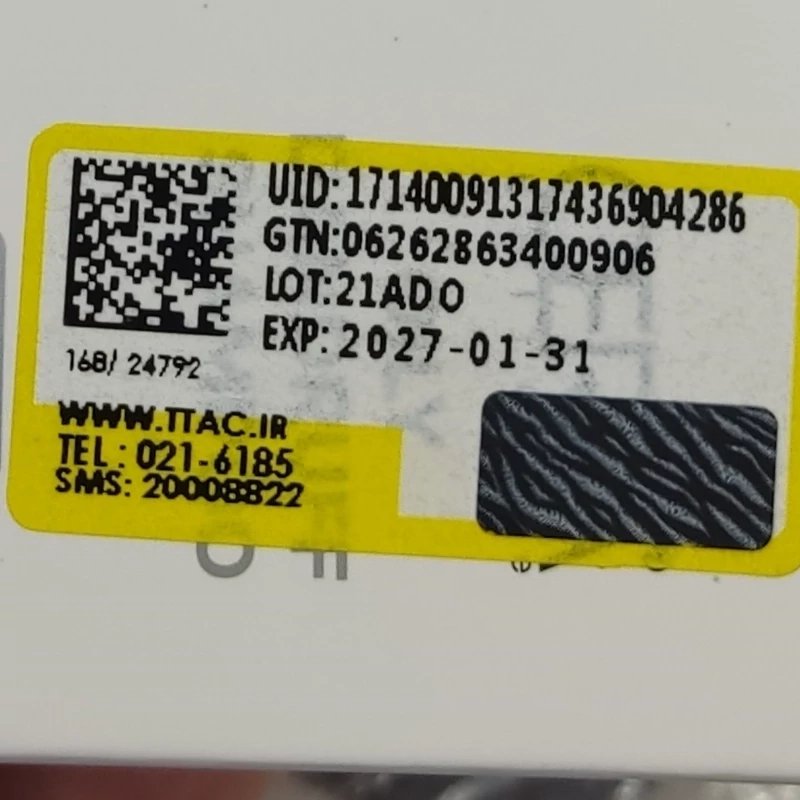 UID:17140091317436904286
GTN:06262863400906
LOT:21ADO
EXP:2027-01-31
168/ 24792
WWW.TTAC.IR
TEL: 021-6185
SMS: 20008822